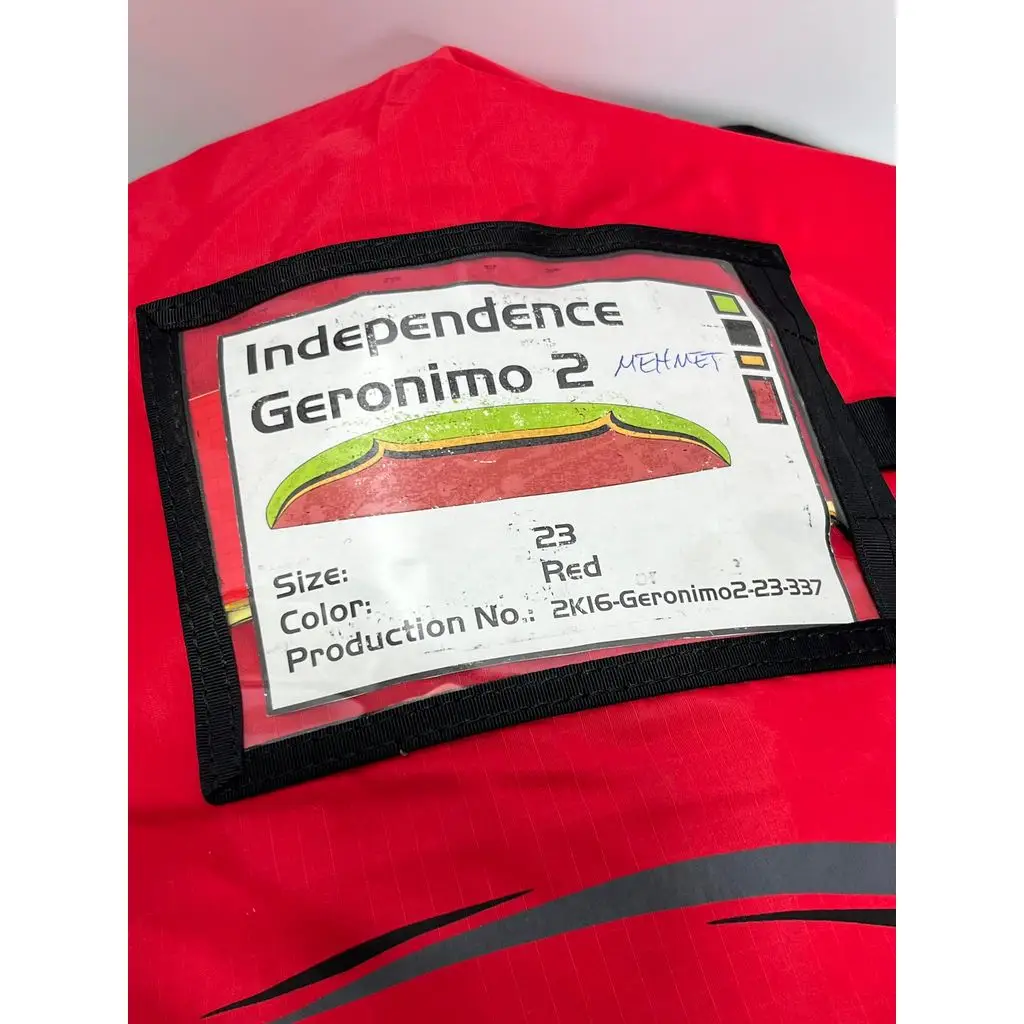 Independence
Geronimo 2 MEHMET
Size: 23
Color: Red
Production No.: 2K16-Geronimo2-23-337